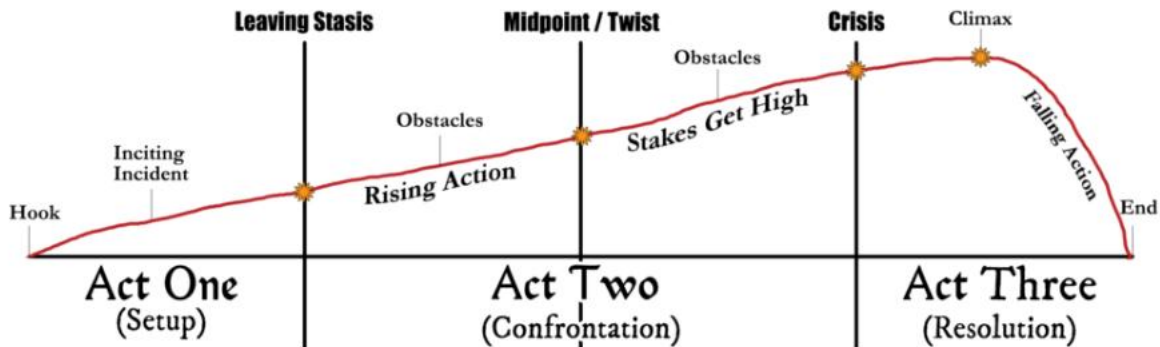 Leaving Stasis
Midpoint / Twist
Crisis
Climax
Obstacles
Obstacles
Stakes Get High
Falling Action
Inciting
Incident
Rising Action
Hook
End
Act One
(Setup)
Act Two
(Confrontation)
Act Three
(Resolution)